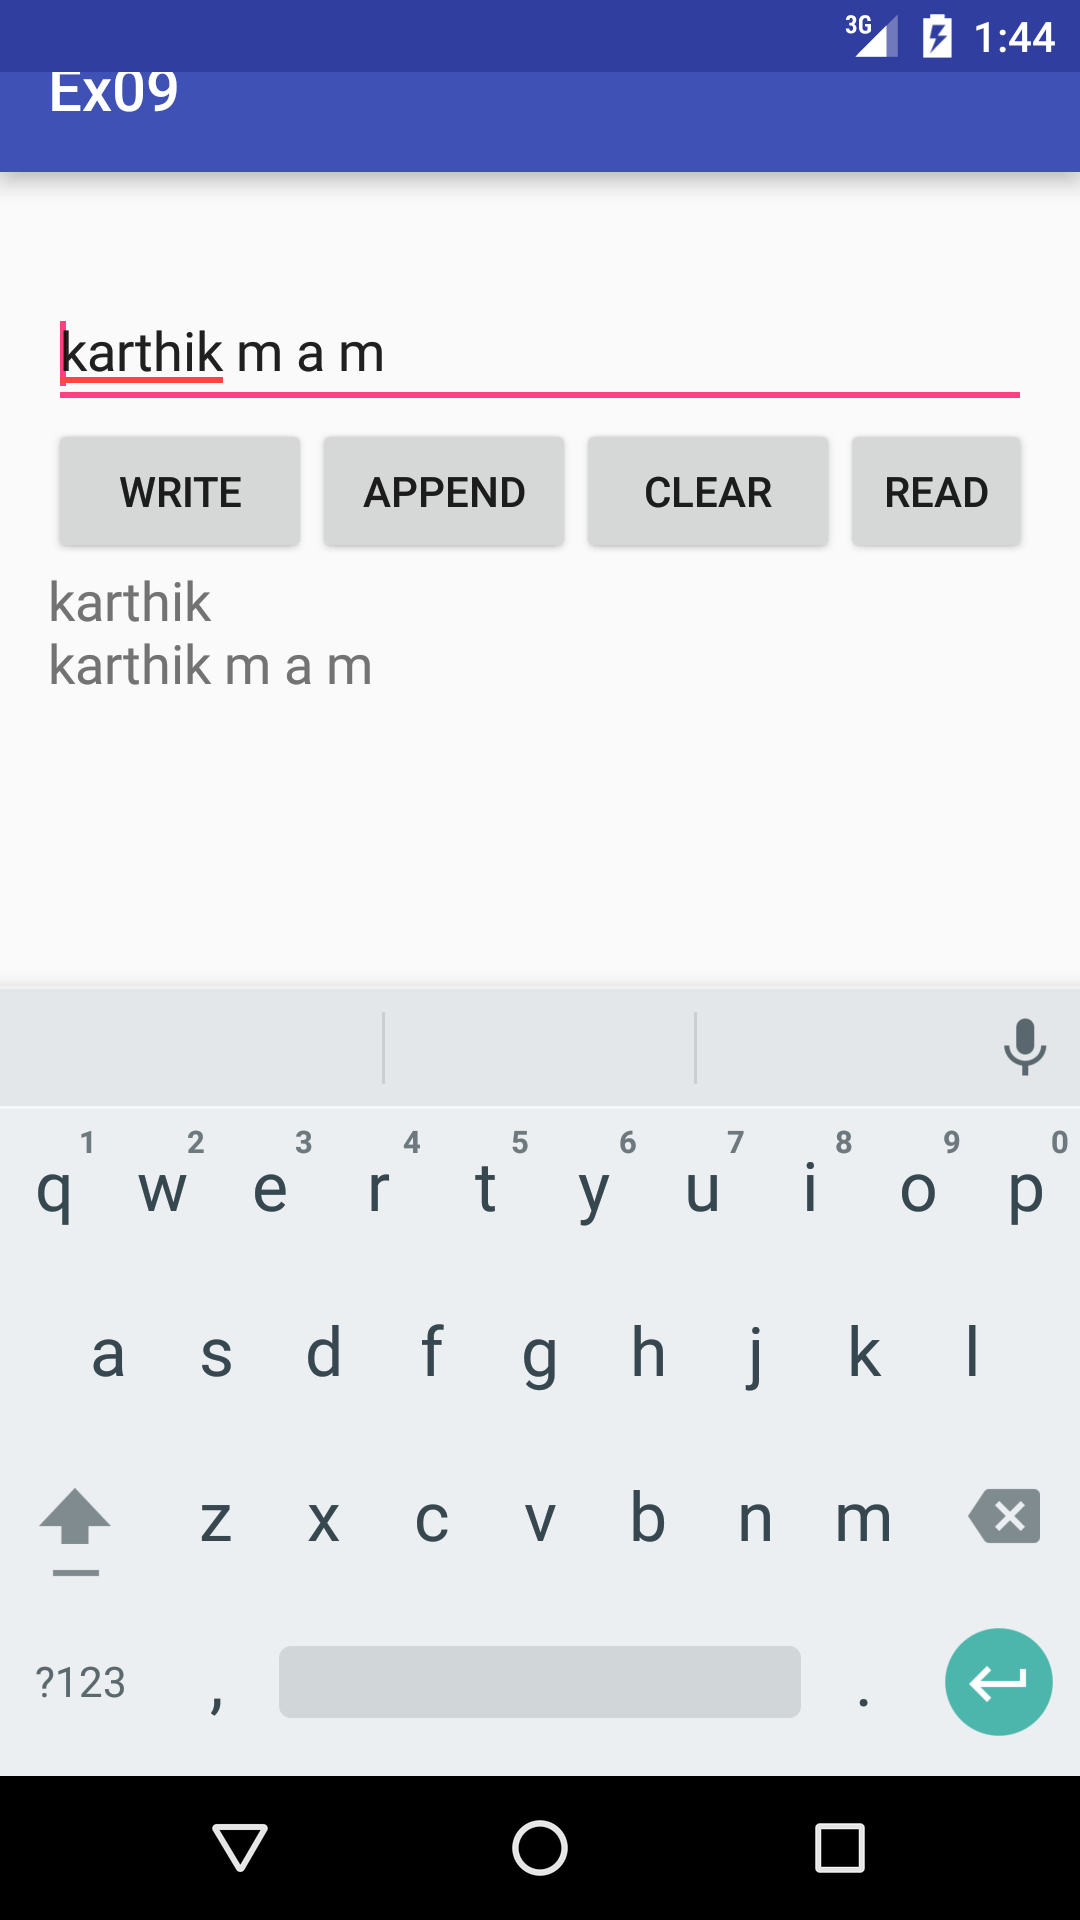 3G 1:44
Ex09
karthik m a m
WRITE APPEND CLEAR READ
karthik
karthik m a m
1 2 3 4 5 6 7 8 9 0
q w e r t y u i o p
a s d f g h j k l
z x c v b n m
?123 , .